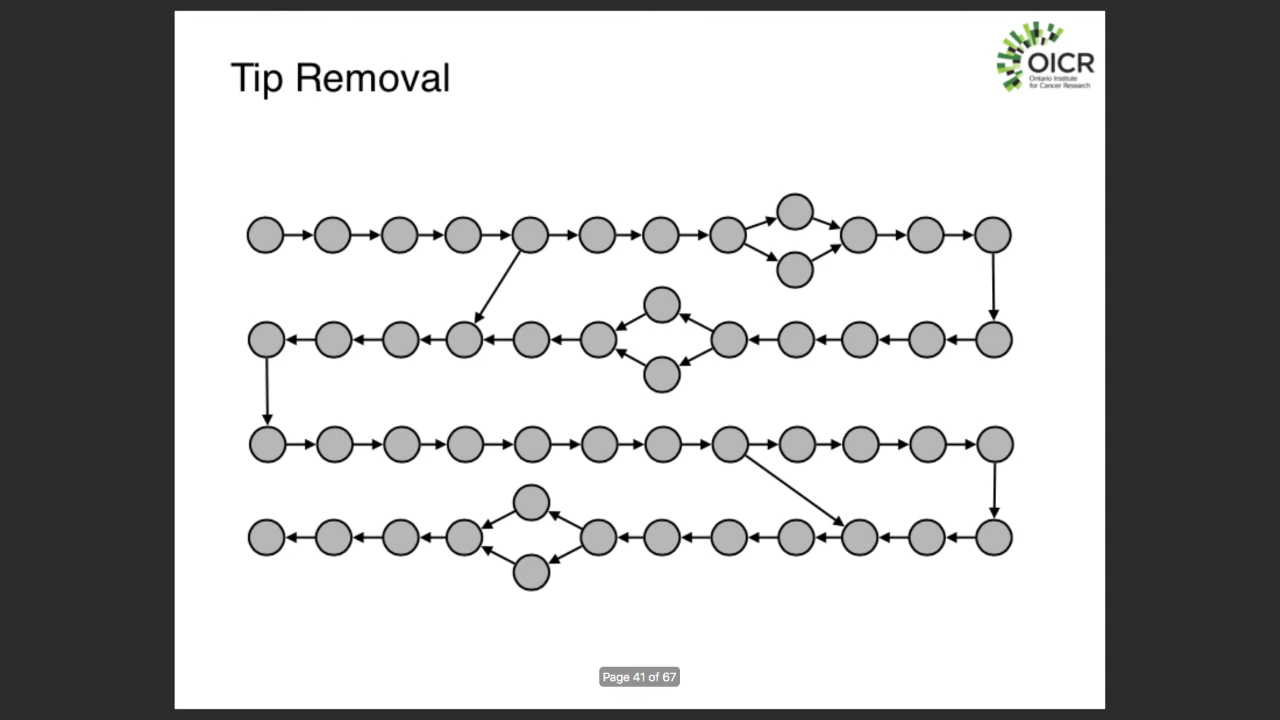 Tip Removal
OICR
Ontario Institute
for Cancer Research
Page 41 of 67